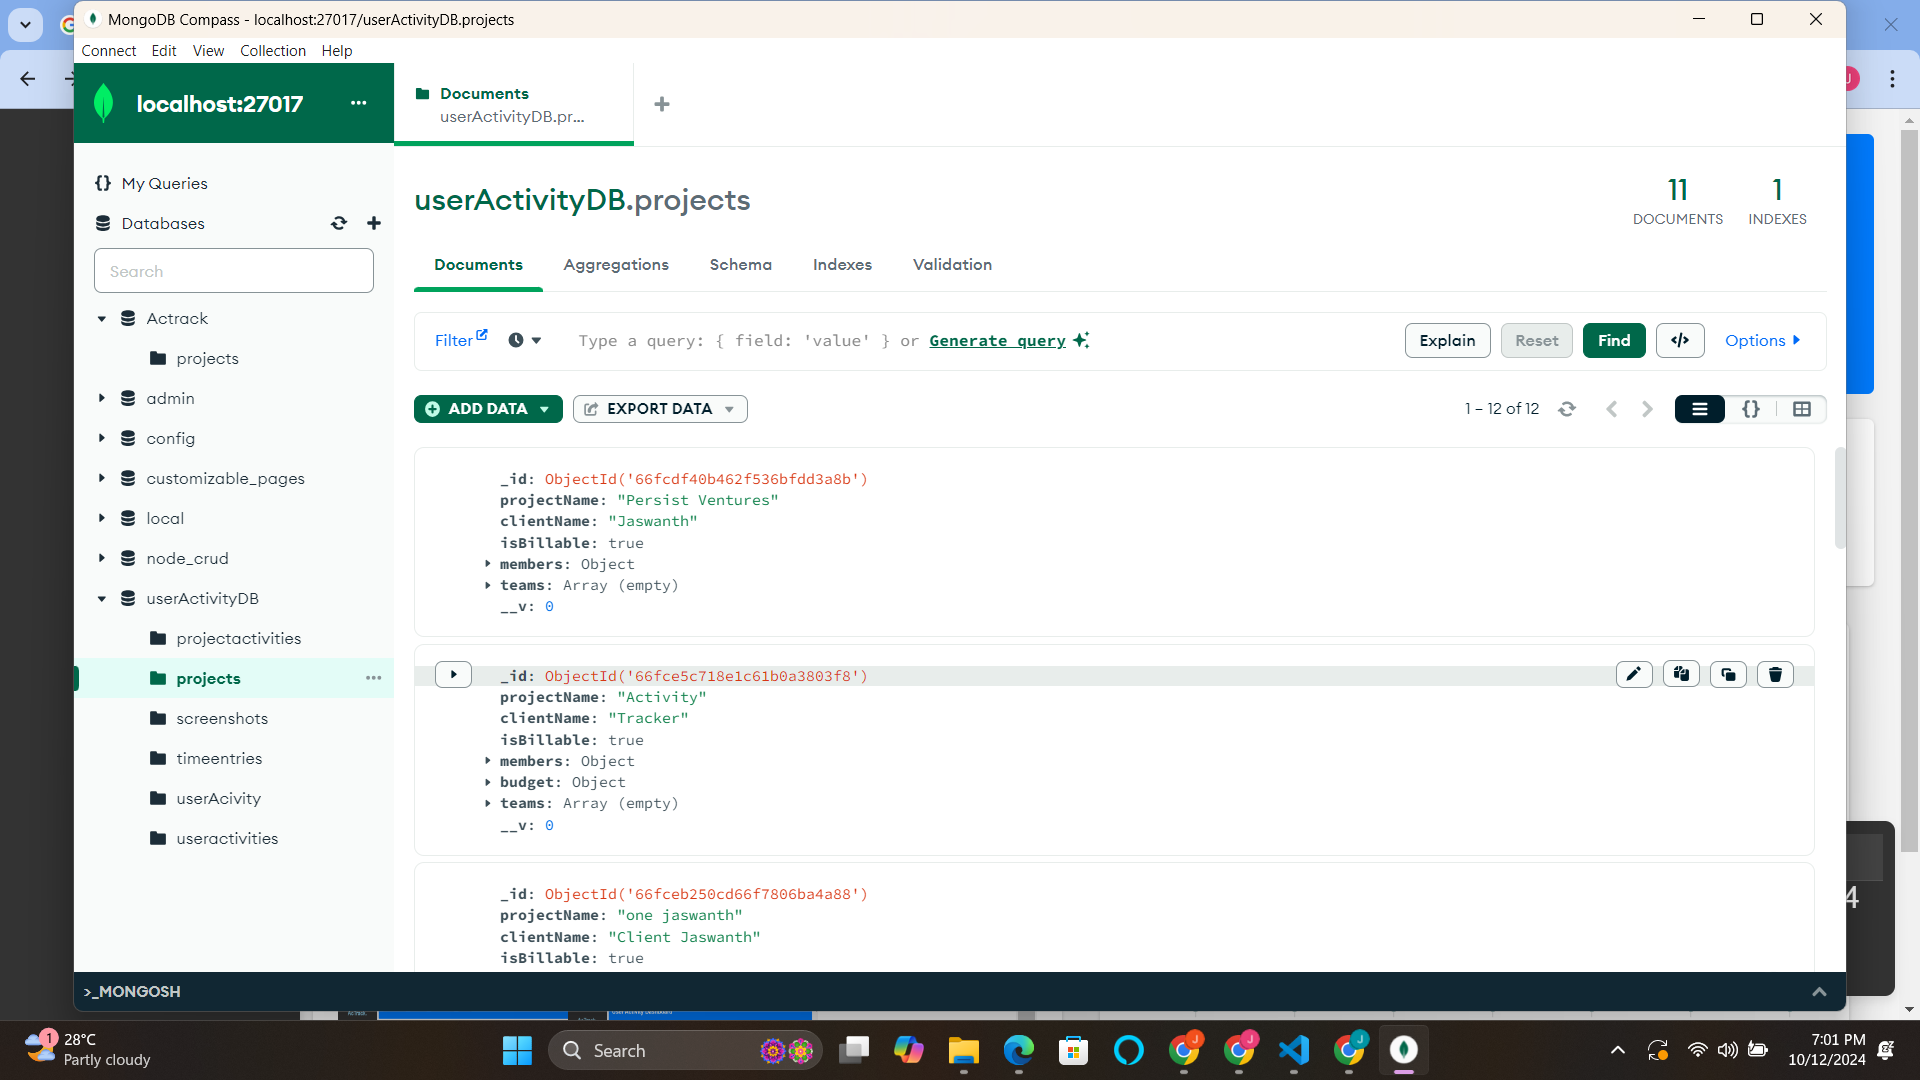 MongoDB Compass - localhost:27017/userActivityDB.projects
Connect Edit View Collection Help
localhost:27017
Documents
userActivityDB.pr...
My Queries
Databases
Search
Actrack
projects
admin
config
customizable_pages
local
node_crud
userActivityDB
projectactivities
projects
screenshots
timeentries
userAcivity
useractivities
userActivityDB.projects
11
DOCUMENTS
1
INDEXES
Documents Aggregations Schema Indexes Validation
Filter Type a query: { field: 'value' } or Generate query Explain Reset Find </> Options
ADD DATA EXPORT DATA 1 – 12 of 12 {}
_id: ObjectId('66fcdf40b462f536bfdd3a8b')
projectName: "Persist Ventures"
clientName: "Jaswanth"
isBillable: true
members: Object
teams: Array (empty)
__v: 0
_id: ObjectId('66fce5c718e1c61b0a3803f8')
projectName: "Activity"
clientName: "Tracker"
isBillable: true
members: Object
budget: Object
teams: Array (empty)
__v: 0
_id: ObjectId('66fceb250cd66f7806ba4a88')
projectName: "one jaswanth"
clientName: "Client Jaswanth"
isBillable: true
>_MONGOSH
J
4
User Activity Dashboard
1
28°C
Partly cloudy
Search
J
J
J
7:01 PM
10/12/2024